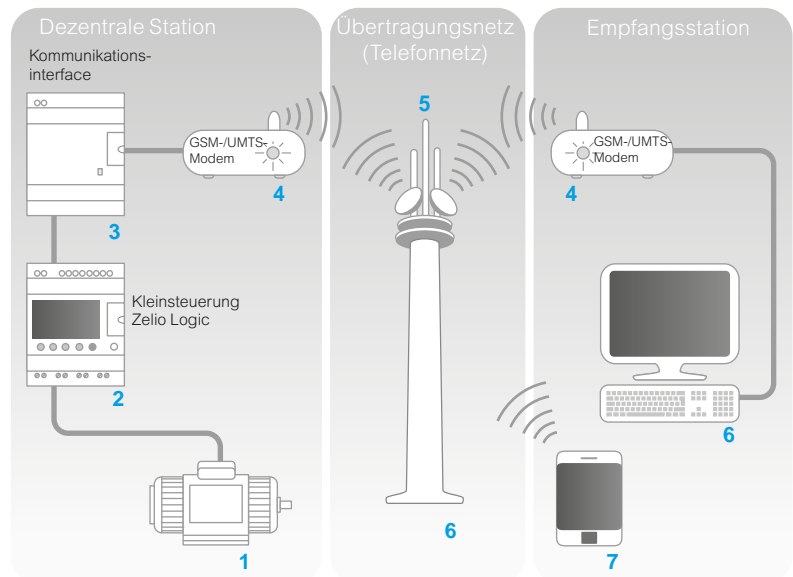 Dezentrale Station
Kommunikations-
interface
GSM-/UMTS-
Modem
4
3
Kleinsteuerung
Zelio Logic
2
1
Übertragungsnetz
(Telefonnetz)
5
6
Empfangsstation
GSM-/UMTS-
Modem
4
6
7